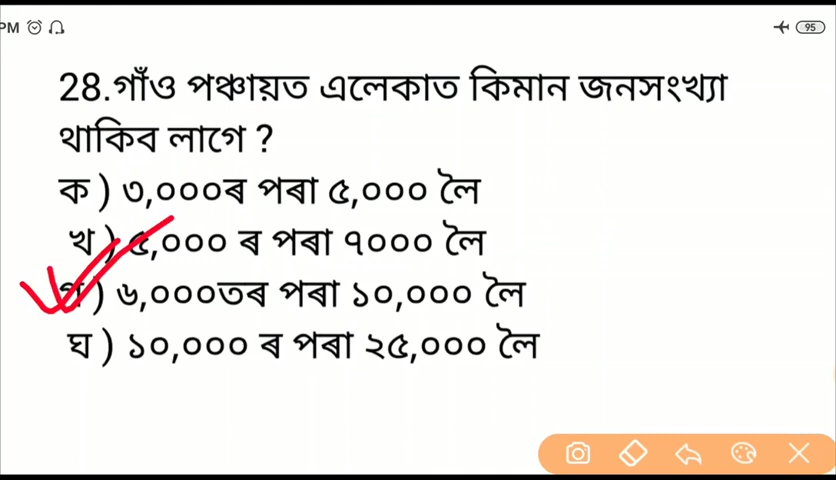 PM 95
28.গাঁও পঞ্চায়ত এলেকাত কিমান জনসংখ্যা
থাকিব লাগে ?
ক ) ৩,০০০ৰ পৰা ৫,০০০ লৈ
খ ) ৫,০০০ ৰ পৰা ৭০০০ লৈ
গ ) ৬,০০০তৰ পৰা ১০,০০০ লৈ
ঘ ) ১০,০০০ ৰ পৰা ২৫,০০০ লৈ